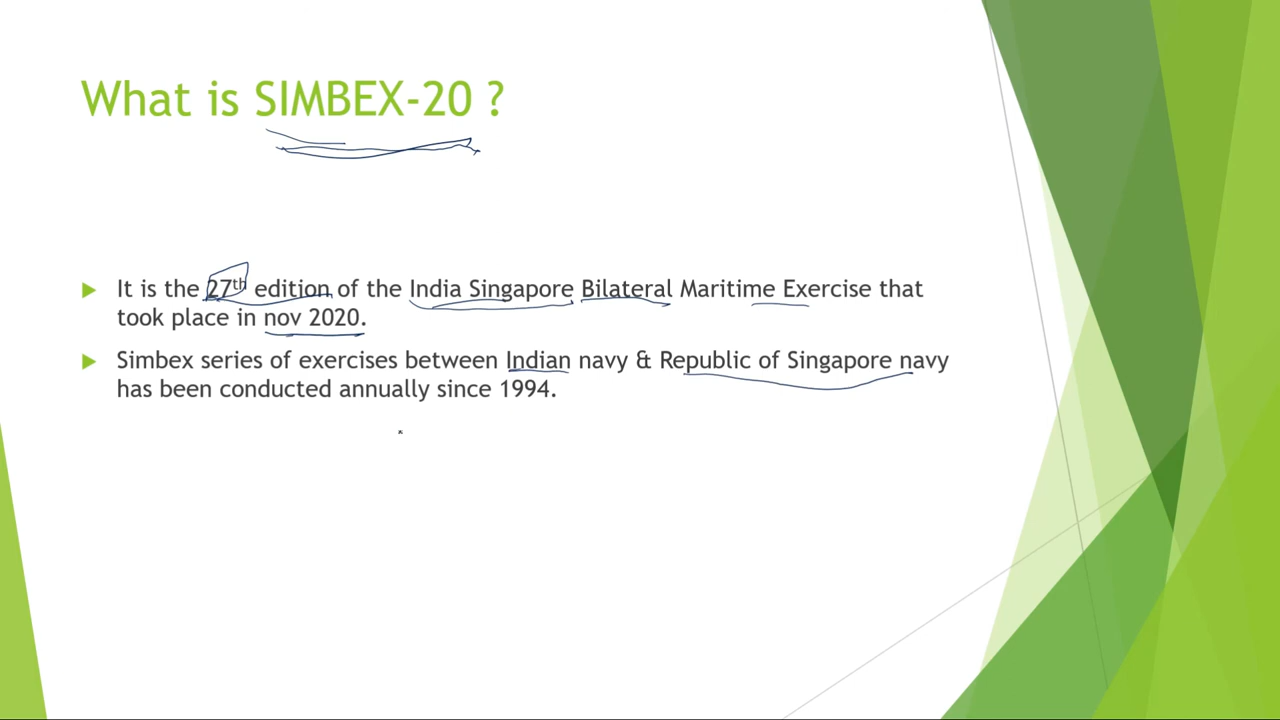 What is SIMBEX-20 ?
It is the 27th edition of the India Singapore Bilateral Maritime Exercise that
took place in nov 2020.
Simbex series of exercises between Indian navy & Republic of Singapore navy
has been conducted annually since 1994.